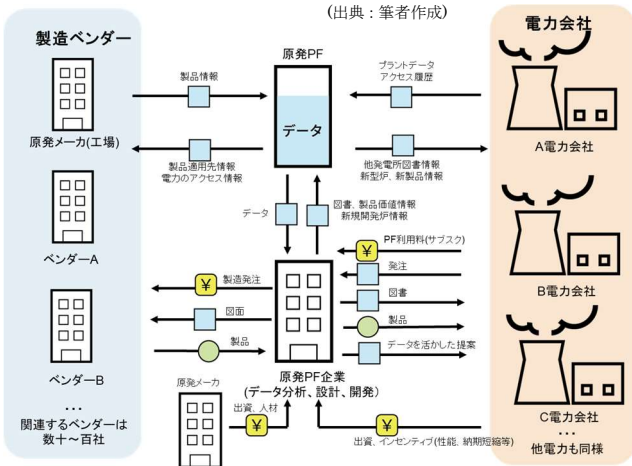 (出典：筆者作成)
製造ベンダー
原発メーカ(工場)
ベンダーA
ベンダーB
…
関連するベンダーは
数十～百社
原発PF
データ
製品情報
プラントデータ
アクセス履歴
製品適用先情報
電力のアクセス情報
他発電所図書情報
新型炉、新製品情報
データ
図書、製品価値情報
新規開発炉情報
¥
PF利用料(サブスク)
¥
製造発注
発注
図面
図書
製品
製品
データを活かした提案
原発PF企業
(データ分析、設計、開発)
原発メーカ
出資、人材
¥
¥
出資、インセンティブ(性能、納期短縮等)
電力会社
A電力会社
B電力会社
C電力会社
…
他電力も同様